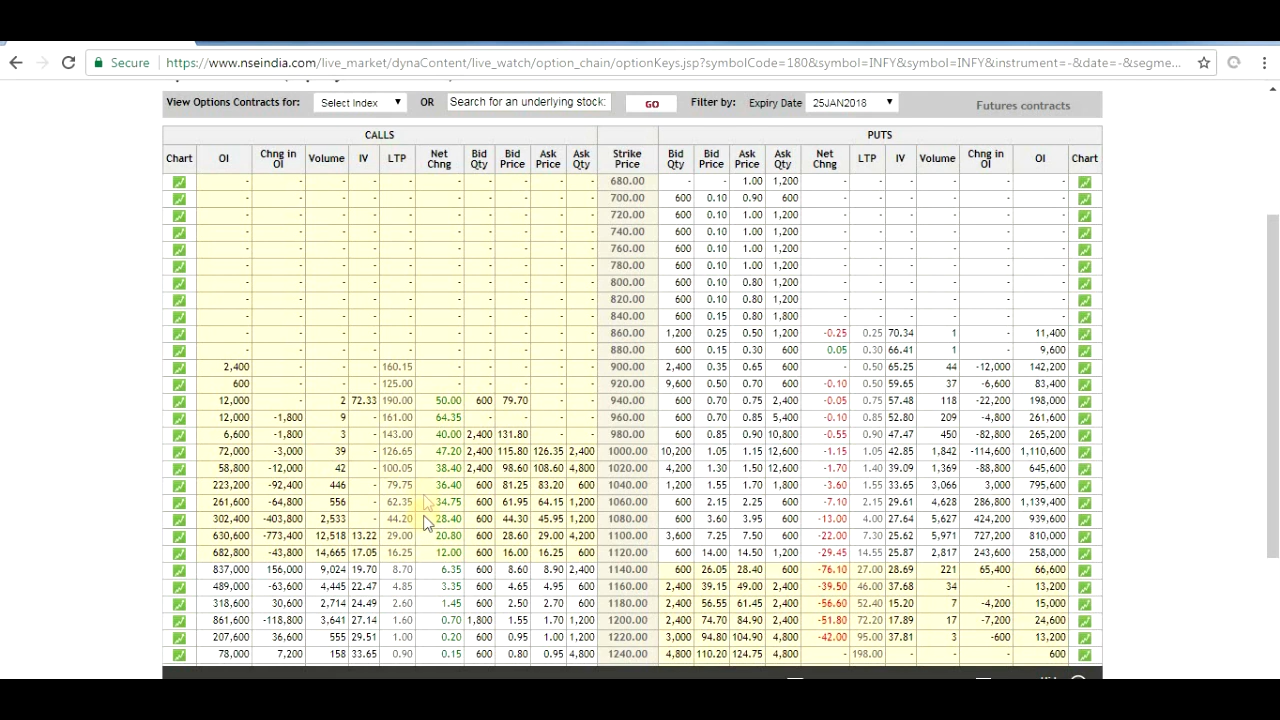 Secure https://www.nseindia.com/live_market/dynaContent/live_watch/option_chain/optionKeys.jsp?symbolCode=180&symbol=INFY&symbol=INFY&instrument=-&date=-&segme...
View Options Contracts for: Select Index OR Search for an underlying stock: GO Filter by: Expiry Date 25JAN2018 Futures contracts
CALLS PUTS
Chart OI Chng in OI Volume IV LTP Net Chng Bid Qty Bid Price Ask Price Ask Qty Strike Price Bid Qty Bid Price Ask Price Ask Qty Net Chng LTP IV Volume Chng in OI OI Chart
- - - - - - - - - - 680.00 - - 1.00 1,200 - - - - - -
- - - - - - - - - - 700.00 600 0.10 0.90 600 - - - - - -
- - - - - - - - - - 720.00 600 0.10 1.00 1,200 - - - - - -
- - - - - - - - - - 740.00 600 0.10 1.00 1,200 - - - - - -
- - - - - - - - - - 760.00 600 0.10 1.00 1,200 - - - - - -
- - - - - - - - - - 780.00 600 0.10 1.00 1,200 - - - - - -
- - - - - - - - - - 800.00 600 0.10 0.80 1,200 - - - - - -
- - - - - - - - - - 820.00 600 0.10 0.80 1,200 - - - - - -
- - - - - - - - - - 840.00 600 0.15 0.80 1,800 - - - - - -
- - - - - - - - - - 860.00 1,200 0.25 0.50 1,200 -0.25 0.25 70.34 1 - 11,400
- - - - - - - - - - 880.00 600 0.15 0.30 600 0.05 0.30 66.41 1 - 9,600
2,400 - - - 160.15 - - - - - 900.00 2,400 0.35 0.65 600 - 0.50 65.25 44 -12,000 142,200
600 - - - 125.00 - - - - - 920.00 9,600 0.50 0.70 600 -0.10 0.50 59.65 37 -6,600 83,400
12,000 - 2 72.33 190.00 50.00 600 79.70 - - 940.00 600 0.70 0.75 2,400 -0.05 0.75 57.48 118 -22,200 198,000
12,000 -1,800 9 - 161.00 64.35 - - - - 960.00 600 0.70 0.85 5,400 -0.10 0.85 52.80 209 -4,800 261,600
6,600 -1,800 3 - 143.00 40.00 2,400 131.80 - - 980.00 600 0.85 0.90 10,800 -0.55 0.90 47.47 450 -82,800 265,200
72,000 -3,000 39 - 126.65 47.20 2,400 115.80 126.35 2,400 1000.00 10,200 1.05 1.15 12,600 -1.15 1.05 42.85 1,842 -114,600 1,110,600
58,800 -12,000 42 - 100.05 38.40 2,400 98.60 108.60 4,800 1020.00 4,200 1.30 1.50 12,600 -1.70 1.40 39.09 1,369 -88,800 645,600
223,200 -92,400 446 - 79.75 36.40 600 81.25 83.20 600 1040.00 1,200 1.55 1.70 1,800 -3.60 1.55 33.65 3,066 3,000 795,600
261,600 -64,800 556 - 62.35 34.75 600 61.95 64.15 1,200 1060.00 600 2.15 2.25 600 -7.10 2.15 29.61 4,628 286,800 1,139,400
302,400 -403,800 2,533 - 44.20 28.40 600 44.30 45.95 1,200 1080.00 600 3.60 3.95 600 -13.00 4.00 27.64 5,627 424,200 939,600
630,600 -773,400 12,518 13.22 29.00 20.80 600 28.60 29.00 4,200 1100.00 3,600 7.25 7.50 600 -22.00 7.30 25.62 5,971 727,200 810,000
682,800 -43,800 14,665 17.05 16.25 12.00 600 16.00 16.25 600 1120.00 600 14.00 14.50 1,200 -29.45 14.55 25.87 2,817 243,600 258,000
837,000 156,000 9,024 19.70 8.70 6.35 600 8.60 8.90 2,400 1140.00 600 26.05 28.40 600 -76.10 27.00 28.69 221 65,400 66,600
489,000 -63,600 4,445 22.47 4.85 3.35 600 4.65 4.95 600 1160.00 2,400 39.15 49.00 2,400 -39.50 46.00 37.68 34 - 13,200
318,600 30,600 2,714 24.49 2.60 1.45 600 2.50 2.70 600 1180.00 2,400 56.55 61.45 2,400 -56.60 52.40 15.20 7 -4,200 15,000
861,600 -118,800 3,641 27.14 1.60 0.70 1,800 1.55 1.70 1,200 1200.00 2,400 74.70 84.90 2,400 -51.80 72.20 17.89 17 -7,200 24,600
207,600 36,600 555 29.51 1.00 0.20 600 0.95 1.00 1,200 1220.00 3,000 94.80 104.90 4,800 -42.00 95.00 37.81 3 -600 13,200
78,000 7,200 158 33.65 0.90 0.15 600 0.80 0.95 4,800 1240.00 4,800 110.20 124.75 4,800 - 198.00 - - - 600